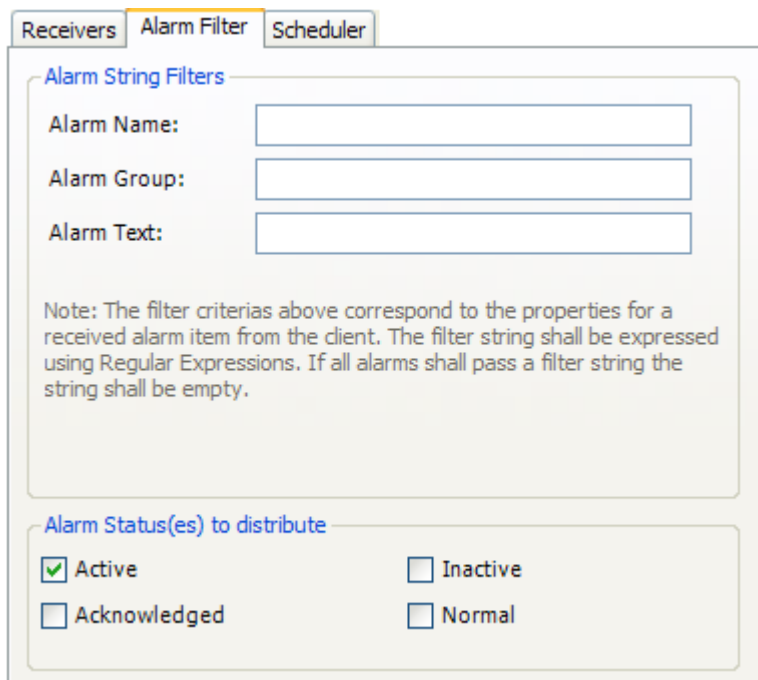 Receivers Alarm Filter Scheduler
Alarm String Filters
Alarm Name:
Alarm Group:
Alarm Text:
Note: The filter criterias above correspond to the properties for a
received alarm item from the client. The filter string shall be expressed
using Regular Expressions. If all alarms shall pass a filter string the
string shall be empty.
Alarm Status(es) to distribute
Active Inactive
Acknowledged Normal